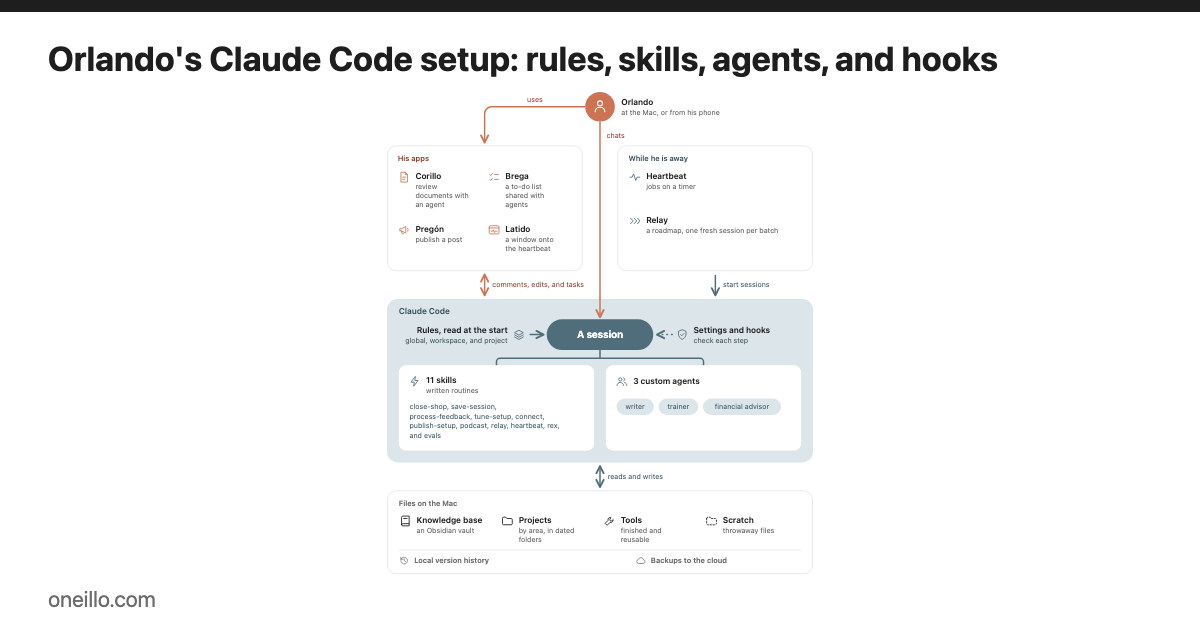 Orlando's Claude Code setup: rules, skills, agents, and hooks
uses
Orlando
at the Mac, or from his phone
chats
His apps
Corillo
review
documents with
an agent
Brega
a to-do list
shared with
agents
Pregón
publish a post
Latido
a window onto
the heartbeat
While he is away
Heartbeat
jobs on a timer
Relay
a roadmap, one fresh session per batch
comments, edits, and tasks
start sessions
Claude Code
Rules, read at the start
global, workspace, and project
A session
Settings and hooks
check each step
11 skills
written routines
close-shop, save-session,
process-feedback, tune-setup, connect,
publish-setup, podcast, relay, heartbeat, rex,
and evals
3 custom agents
writer
trainer
financial advisor
reads and writes
Files on the Mac
Knowledge base
an Obsidian vault
Projects
by area, in dated
folders
Tools
finished and
reusable
Scratch
throwaway files
Local version history
Backups to the cloud
oneillo.com